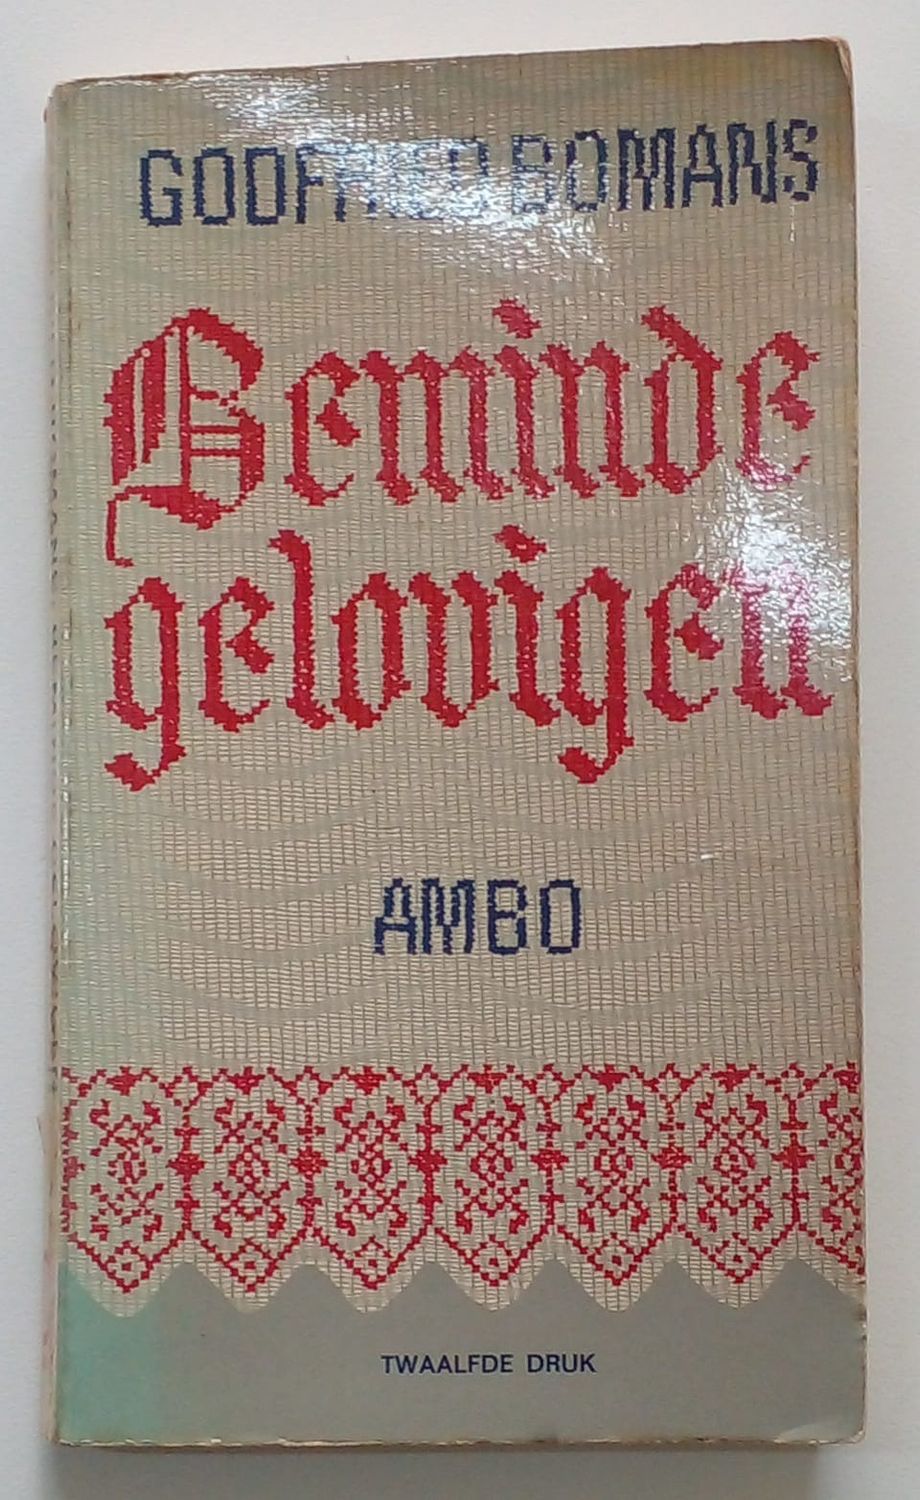 GODFRIED BOMANS
Beminde
gelovigen
AMBO
TWAALFDE DRUK